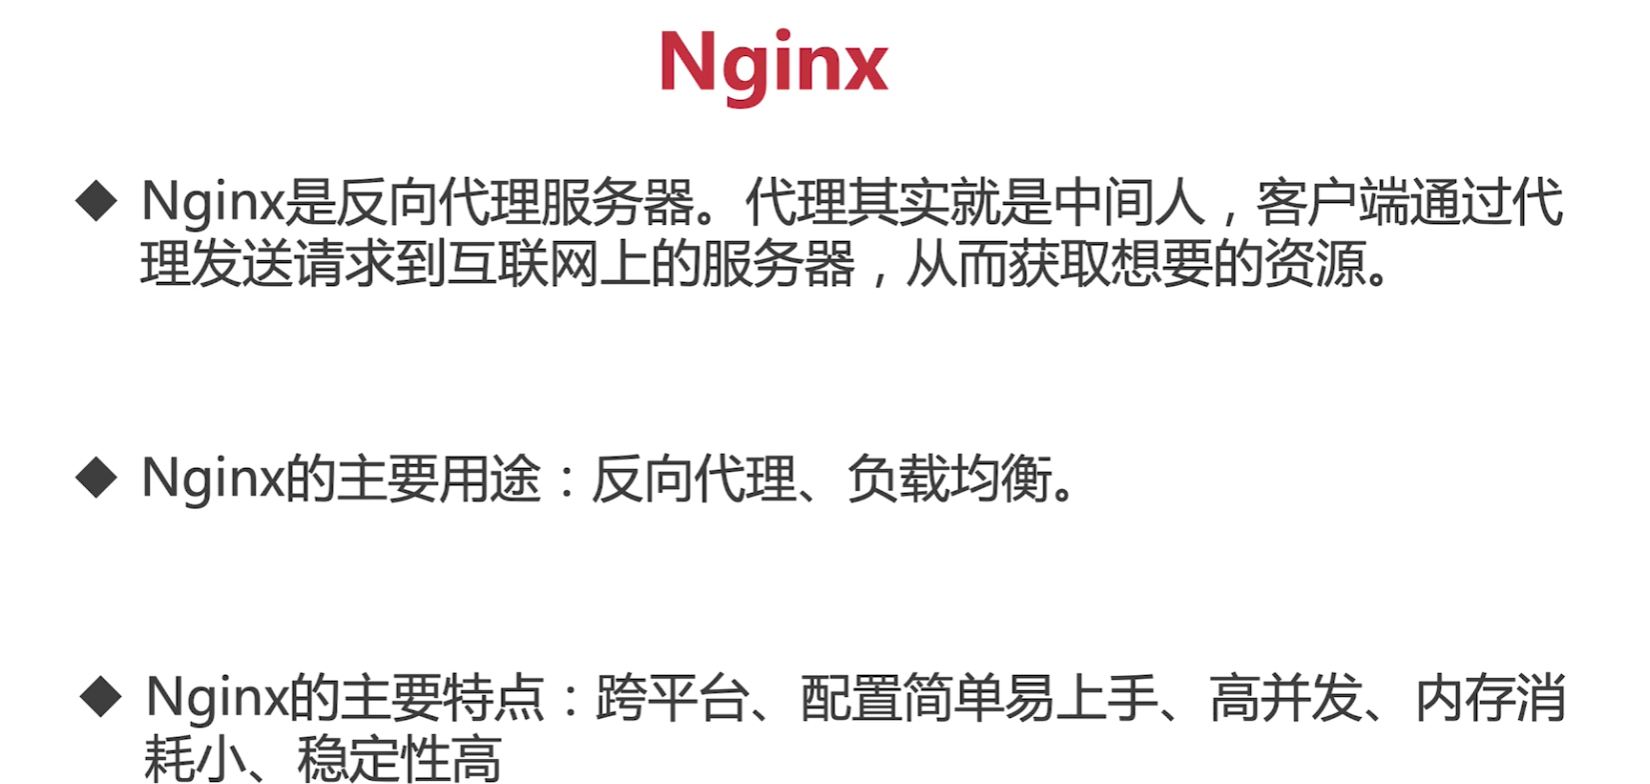 Nginx
◆ Nginx是反向代理服务器。代理其实就是中间人，客户端通过代
理发送请求到互联网上的服务器，从而获取想要的资源。
◆ Nginx的主要用途：反向代理、负载均衡。
◆ Nginx的主要特点：跨平台、配置简单易上手、高并发、内存消
耗小、稳定性高